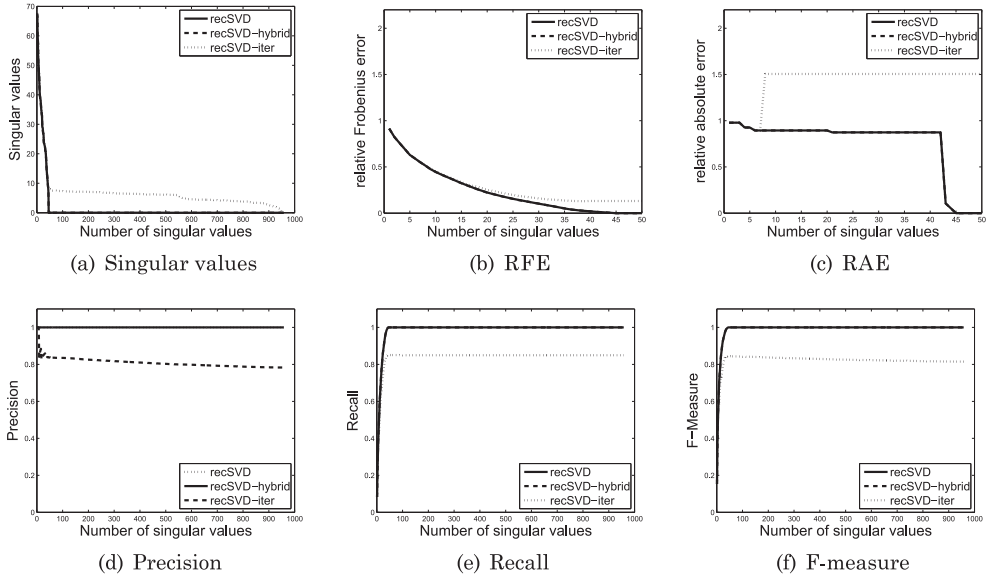 recSVD
recSVD-hybrid
recSVD-iter
Singular values
70
60
50
40
30
20
10
0
0 100 200 300 400 500 600 700 800 900 1000
Number of singular values
(a) Singular values
recSVD
recSVD-hybrid
recSVD-iter
relative Frobenius error
2
1.5
1
0.5
0
0 5 10 15 20 25 30 35 40 45 50
Number of singular values
(b) RFE
recSVD
recSVD-hybrid
recSVD-iter
relative absolute error
2
1.5
1
0.5
0
0 5 10 15 20 25 30 35 40 45 50
Number of singular values
(c) RAE
Precision
1
0.8
0.6
0.4
0.2
0
0 100 200 300 400 500 600 700 800 900 1000
recSVD
recSVD-hybrid
recSVD-iter
Number of singular values
(d) Precision
Recall
1
0.8
0.6
0.4
0.2
0
0 100 200 300 400 500 600 700 800 900 1000
recSVD
recSVD-hybrid
recSVD-iter
Number of singular values
(e) Recall
F-Measure
1
0.8
0.6
0.4
0.2
0
0 100 200 300 400 500 600 700 800 900 1000
recSVD
recSVD-hybrid
recSVD-iter
Number of singular values
(f) F-measure